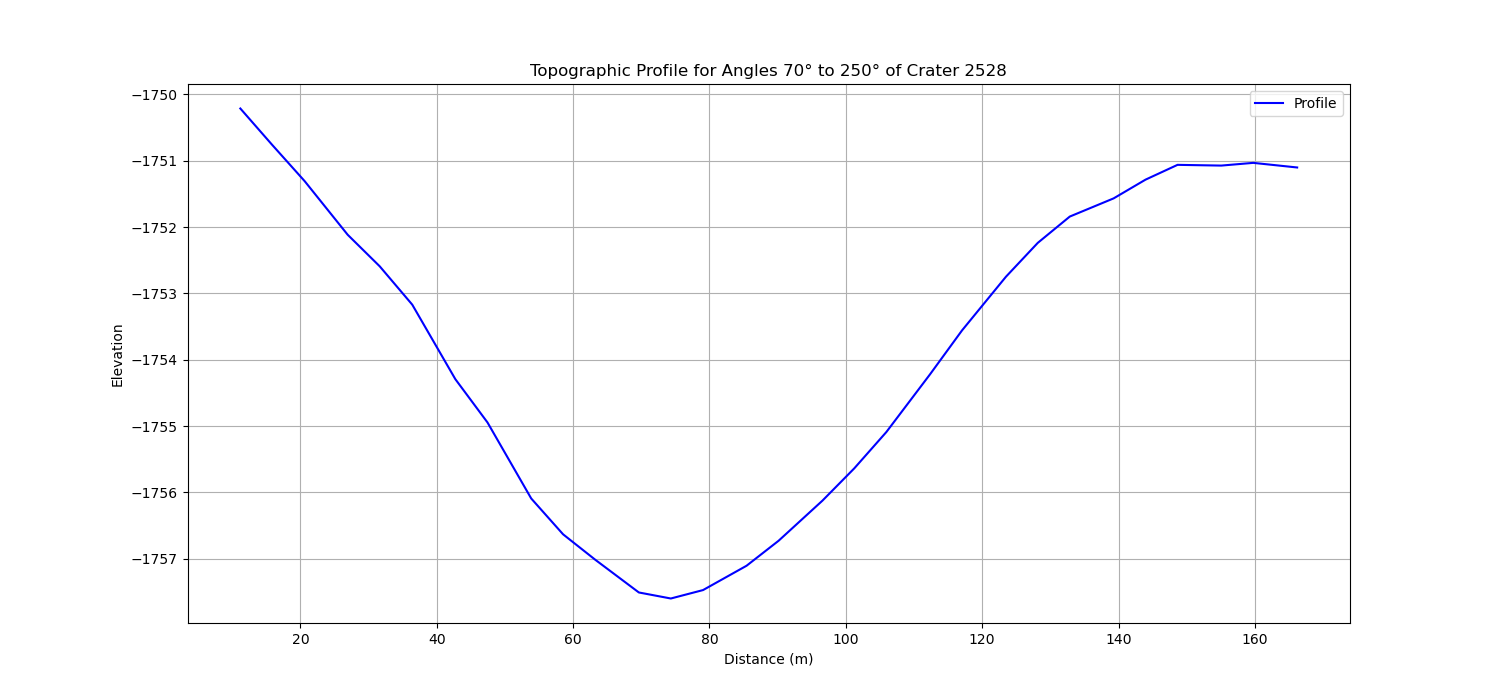 Topographic Profile for Angles 70° to 250° of Crater 2528
Profile
Elevation
−1750
−1751
−1752
−1753
−1754
−1755
−1756
−1757
20 40 60 80 100 120 140 160
Distance (m)